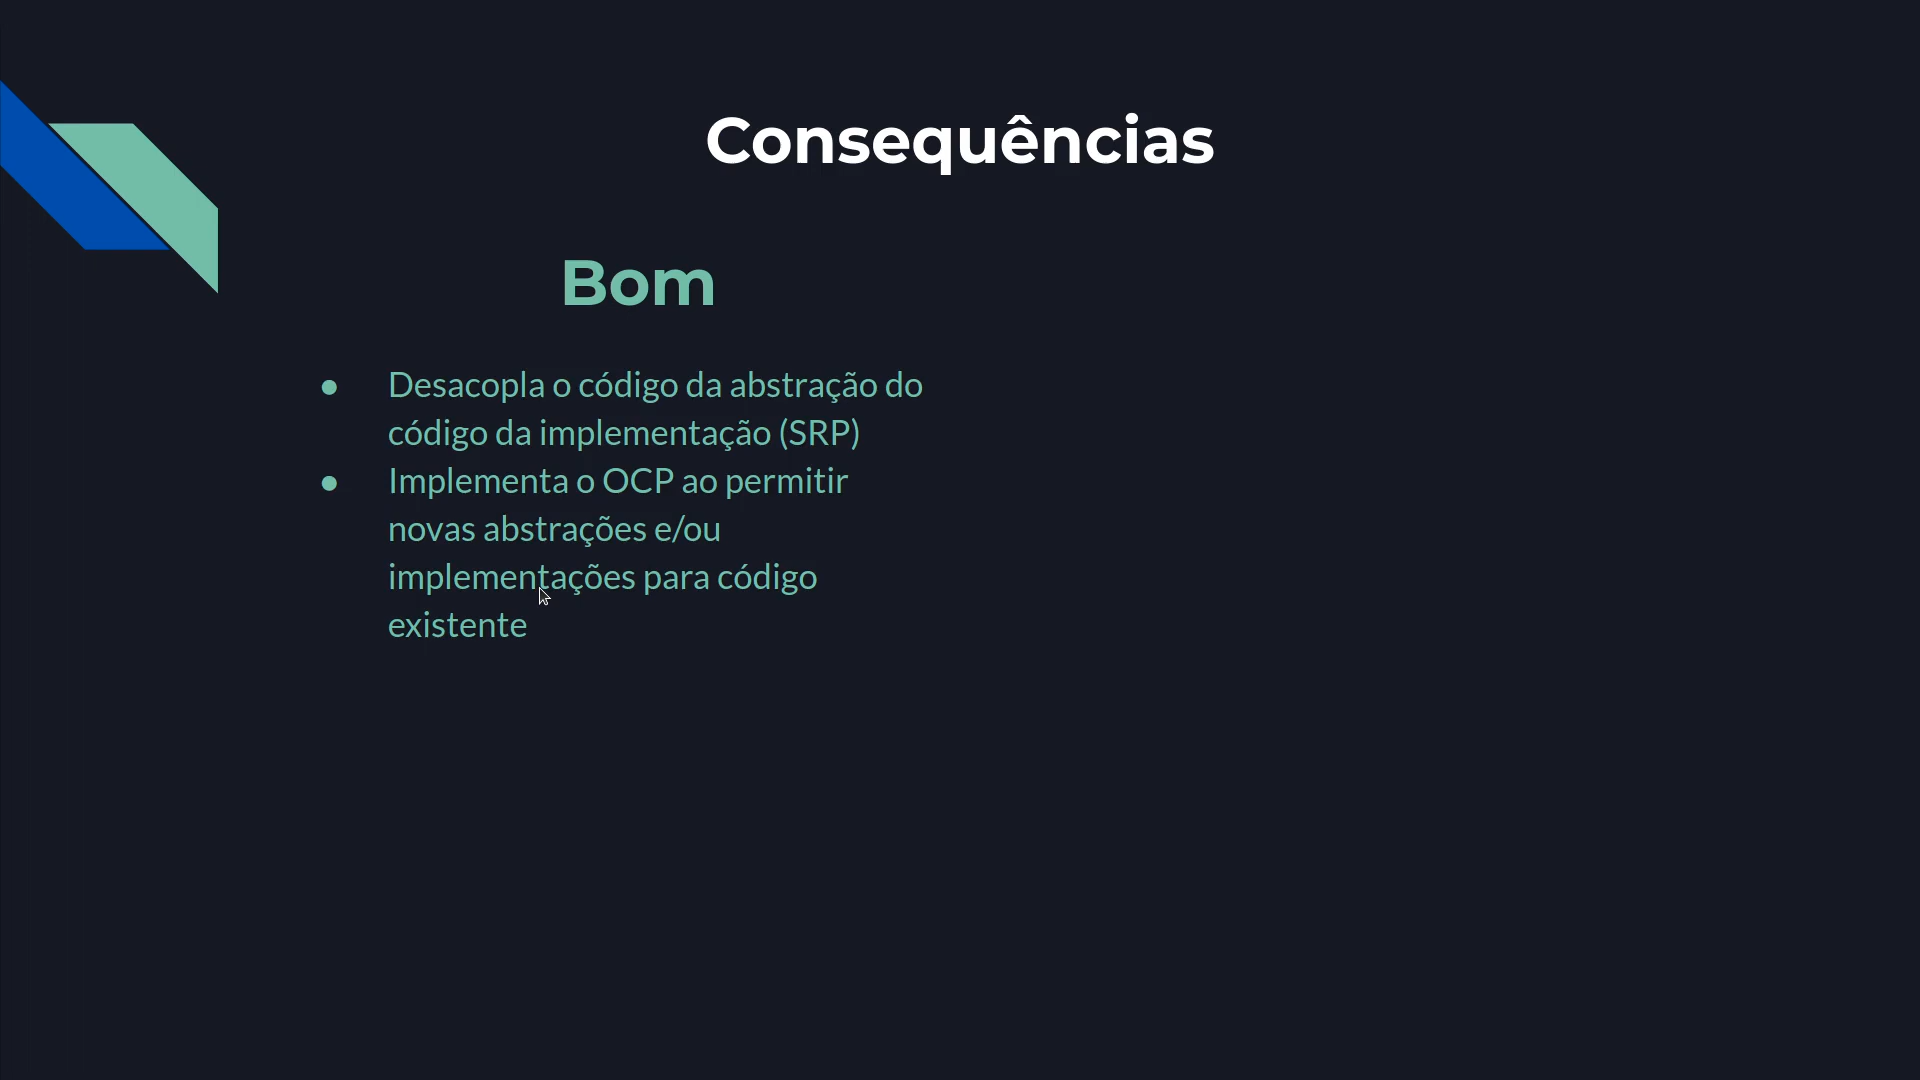 Consequências
Bom
● Desacopla o código da abstração do
código da implementação (SRP)
● Implementa o OCP ao permitir
novas abstrações e/ou
implementações para código
existente